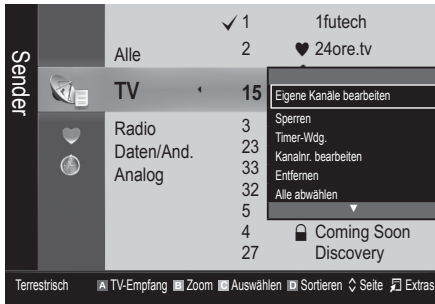 Sender
✓ 1 1futech
Alle 2 ♥ 24ore.tv
TV 15
Eigene Kanäle bearbeiten
Sperren
Timer-Wdg.
Kanalnr. bearbeiten
Entfernen
Alle abwählen
▼
Radio 3
Daten/And. 23
Analog 33
32
5
4 Coming Soon
27 Discovery
Terrestrisch A TV-Empfang B Zoom C Auswählen D Sortieren Seite Extras